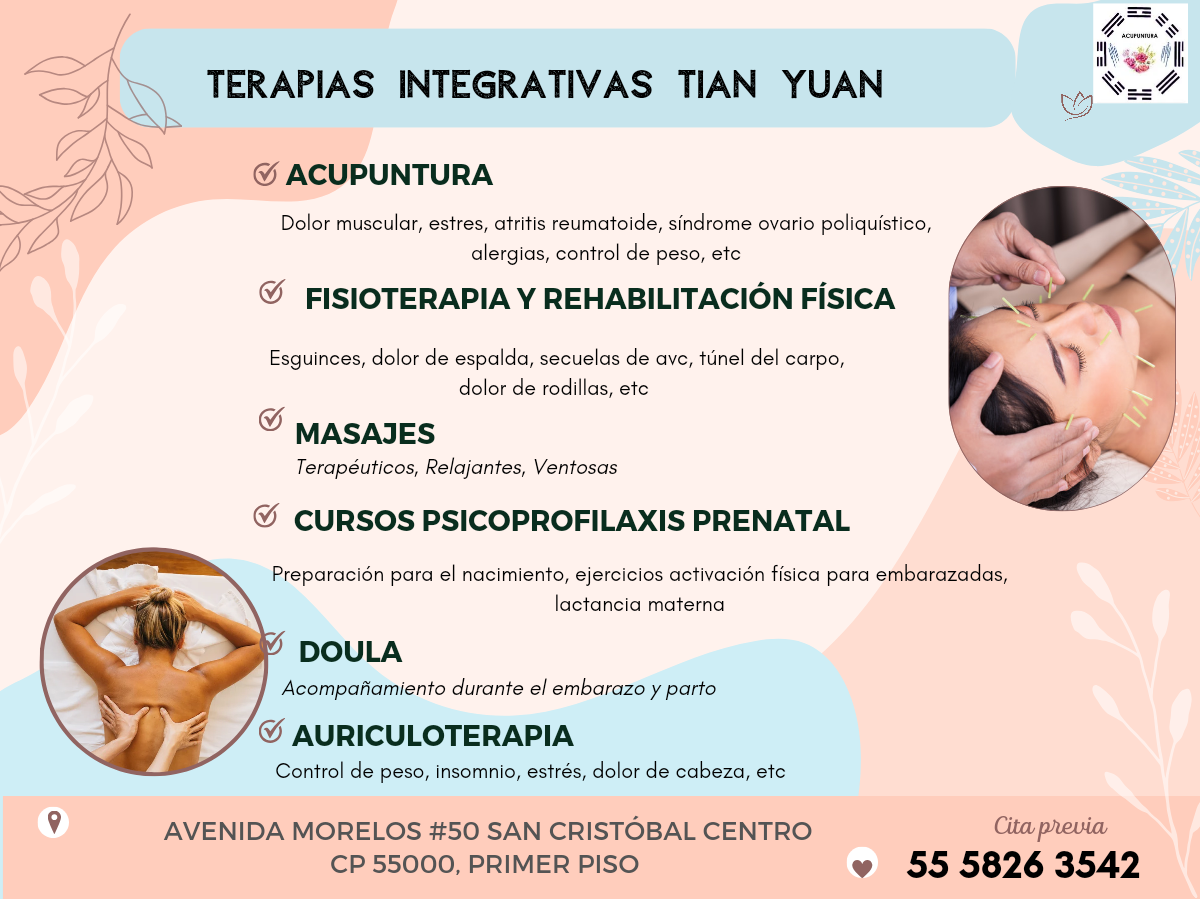 TERAPIAS INTEGRATIVAS TIAN YUAN
ACUPUNTURA
ACUPUNTURA
Dolor muscular, estres, atritis reumatoide, síndrome ovario poliquístico,
alergias, control de peso, etc
FISIOTERAPIA Y REHABILITACIÓN FÍSICA
Esguinces, dolor de espalda, secuelas de avc, túnel del carpo,
dolor de rodillas, etc
MASAJES
Terapéuticos, Relajantes, Ventosas
CURSOS PSICOPROFILAXIS PRENATAL
Preparación para el nacimiento, ejercicios activación física para embarazadas,
lactancia materna
DOULA
Acompañamiento durante el embarazo y parto
AURICULOTERAPIA
Control de peso, insomnio, estrés, dolor de cabeza, etc
AVENIDA MORELOS #50 SAN CRISTÓBAL CENTRO
CP 55000, PRIMER PISO
Cita previa
55 5826 3542